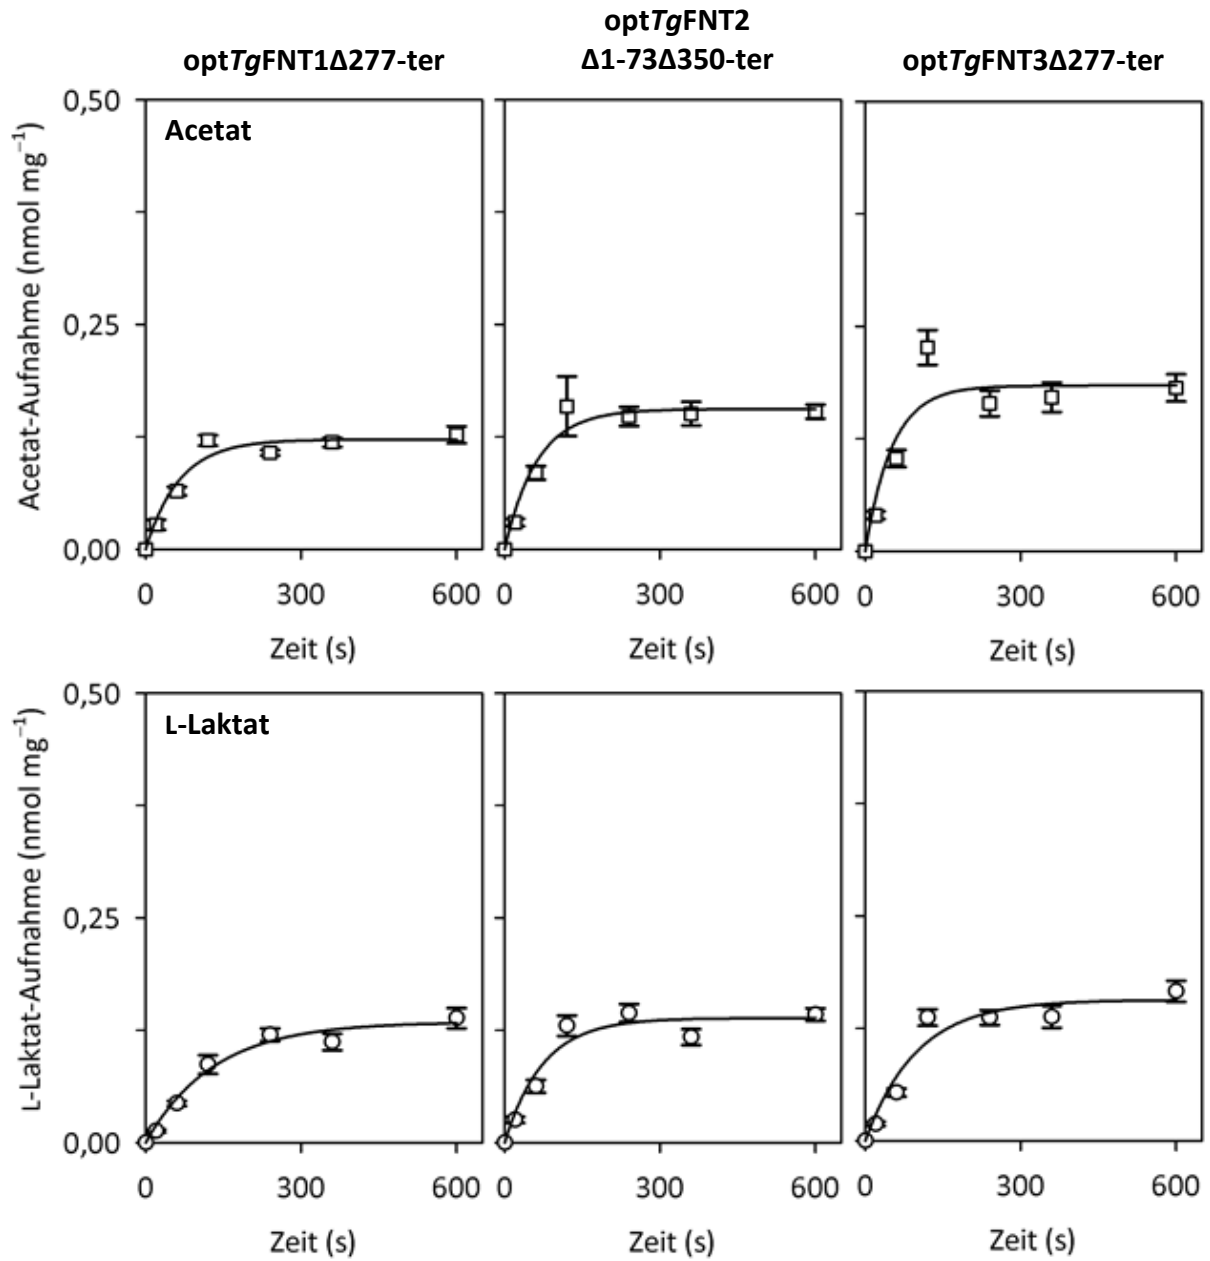 optTgFNT1Δ277-ter
optTgFNT2
Δ1-73Δ350-ter
optTgFNT3Δ277-ter
Acetat-Aufnahme (nmol mg⁻¹)
0,50
0,25
0,00
Acetat
0 300 600
0 300 600
0 300 600
Zeit (s)
Zeit (s)
Zeit (s)
L-Laktat-Aufnahme (nmol mg⁻¹)
0,50
0,25
0,00
L-Laktat
0 300 600
0 300 600
0 300 600
Zeit (s)
Zeit (s)
Zeit (s)